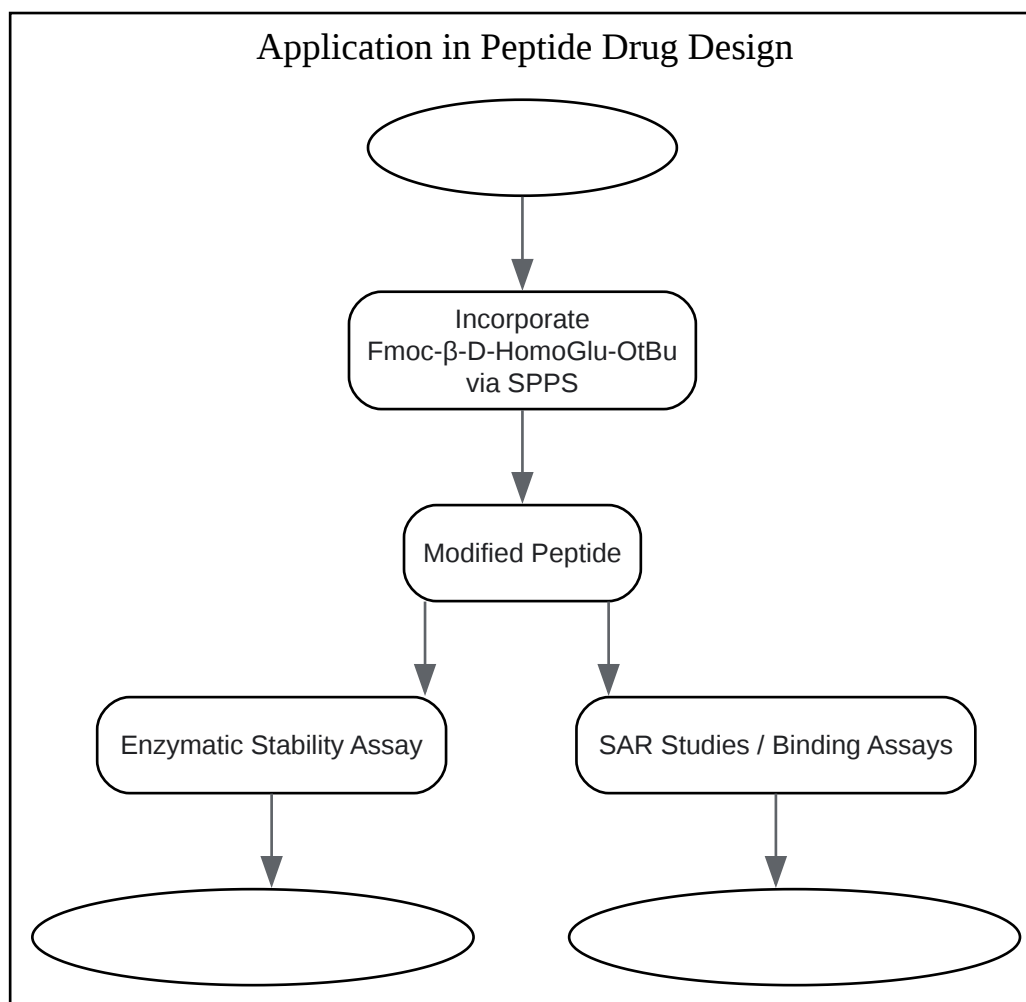 Application in Peptide Drug Design
Incorporate
Fmoc-β-D-HomoGlu-OtBu
via SPPS
Modified Peptide
Enzymatic Stability Assay
SAR Studies / Binding Assays